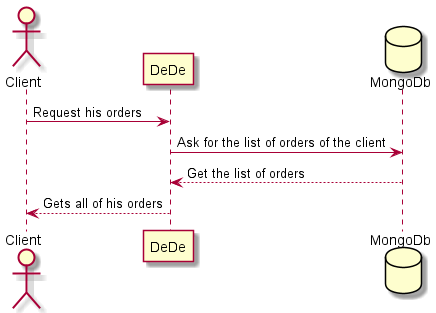 Client
DeDe
MongoDb
Request his orders
Ask for the list of orders of the client
Get the list of orders
Gets all of his orders
Client
DeDe
MongoDb